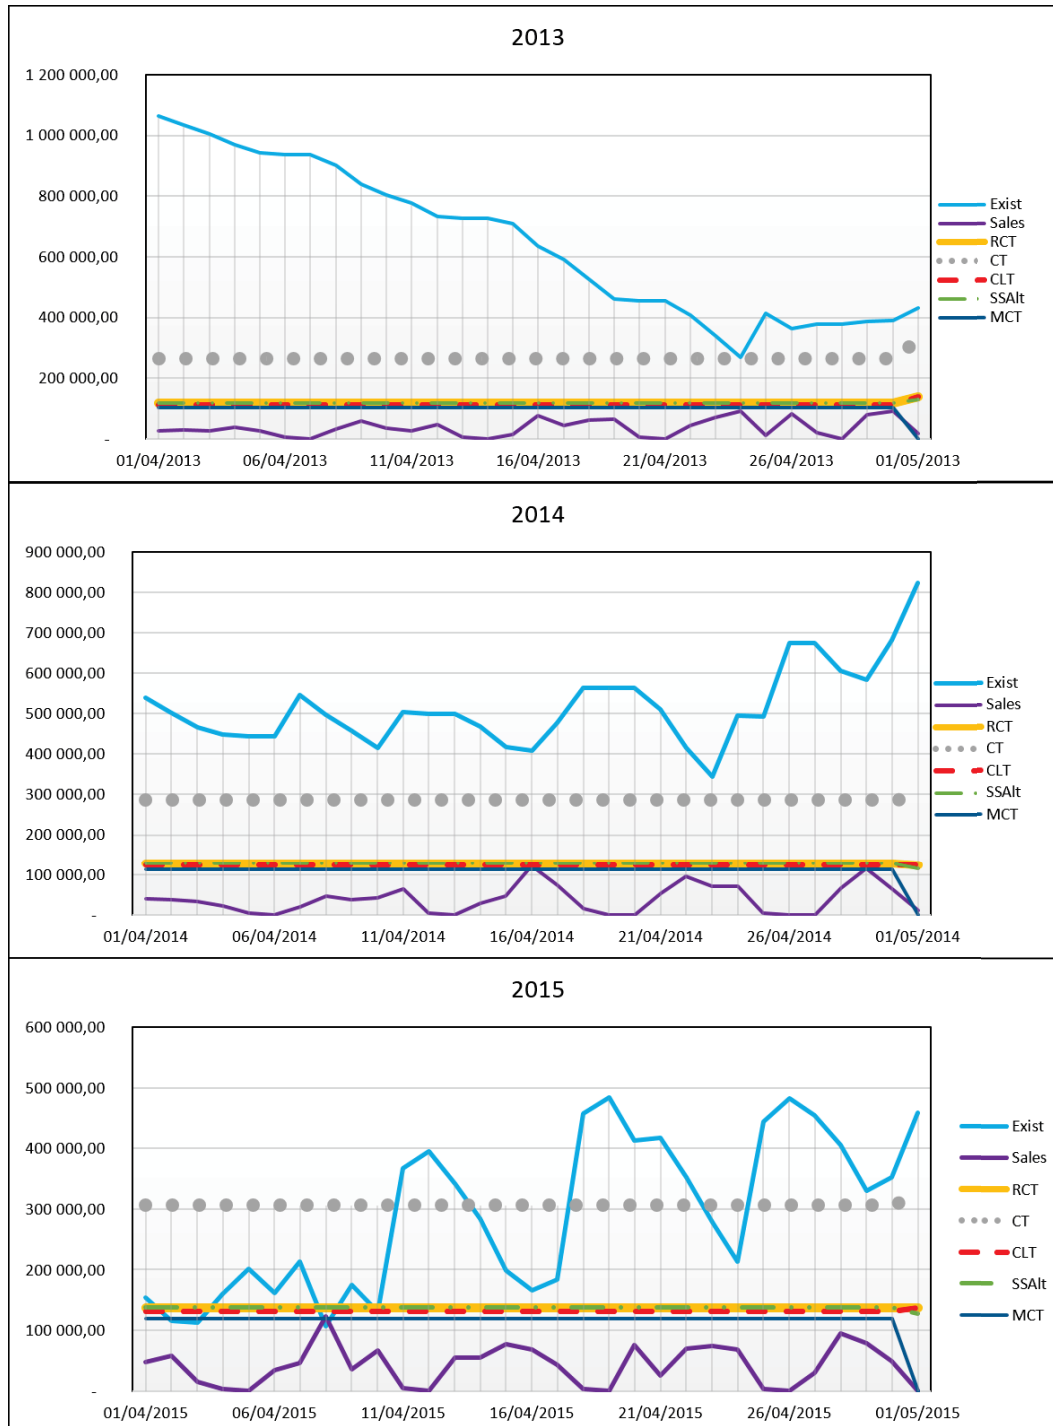 2013
1 200 000,00
1 000 000,00
800 000,00
600 000,00
400 000,00
200 000,00
-
01/04/2013 06/04/2013 11/04/2013 16/04/2013 21/04/2013 26/04/2013 01/05/2013
Exist
Sales
RCT
CT
CLT
SSAlt
MCT
2014
900 000,00
800 000,00
700 000,00
600 000,00
500 000,00
400 000,00
300 000,00
200 000,00
100 000,00
-
01/04/2014 06/04/2014 11/04/2014 16/04/2014 21/04/2014 26/04/2014 01/05/2014
Exist
Sales
RCT
CT
CLT
SSAlt
MCT
2015
600 000,00
500 000,00
400 000,00
300 000,00
200 000,00
100 000,00
-
01/04/2015 06/04/2015 11/04/2015 16/04/2015 21/04/2015 26/04/2015 01/05/2015
Exist
Sales
RCT
CT
CLT
SSAlt
MCT